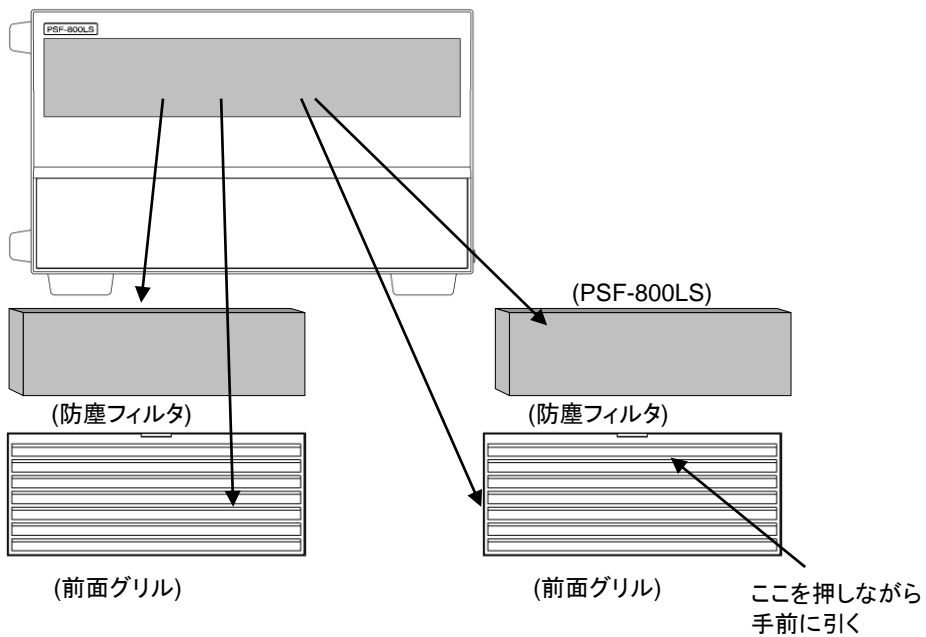 PSF-800LS
(PSF-800LS)
(防塵フィルタ)
(防塵フィルタ)
(前面グリル)
(前面グリル)
ここを押しながら
手前に引く